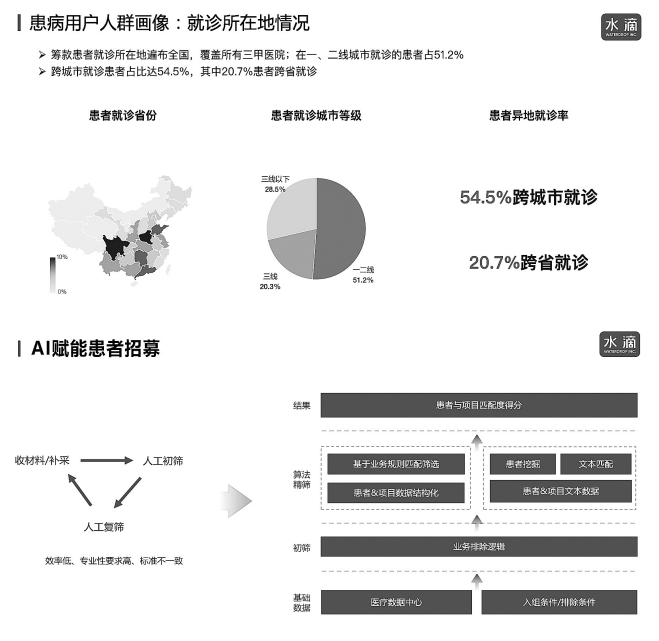 患病用户人群画像：就诊所在地情况
水滴
WATERDROP INC.
筹款患者就诊所在地遍布全国，覆盖所有三甲医院；在一、二线城市就诊的患者占51.2%
跨城市就诊患者占比达54.5%，其中20.7%患者跨省就诊
患者就诊省份
患者就诊城市等级
患者异地就诊率
10%
0%
三线以下
28.5%
三线
20.3%
一二线
51.2%
54.5%跨城市就诊
20.7%跨省就诊
AI赋能患者招募
水滴
WATERDROP INC.
收材料/补采
人工初筛
人工复筛
效率低、专业性要求高、标准不一致
结果
患者与项目匹配度得分
算法
精筛
基于业务规则匹配筛选
患者&项目数据结构化
患者挖掘
文本匹配
患者&项目文本数据
初筛
业务排除逻辑
基础
数据
医疗数据中心
入组条件/排除条件